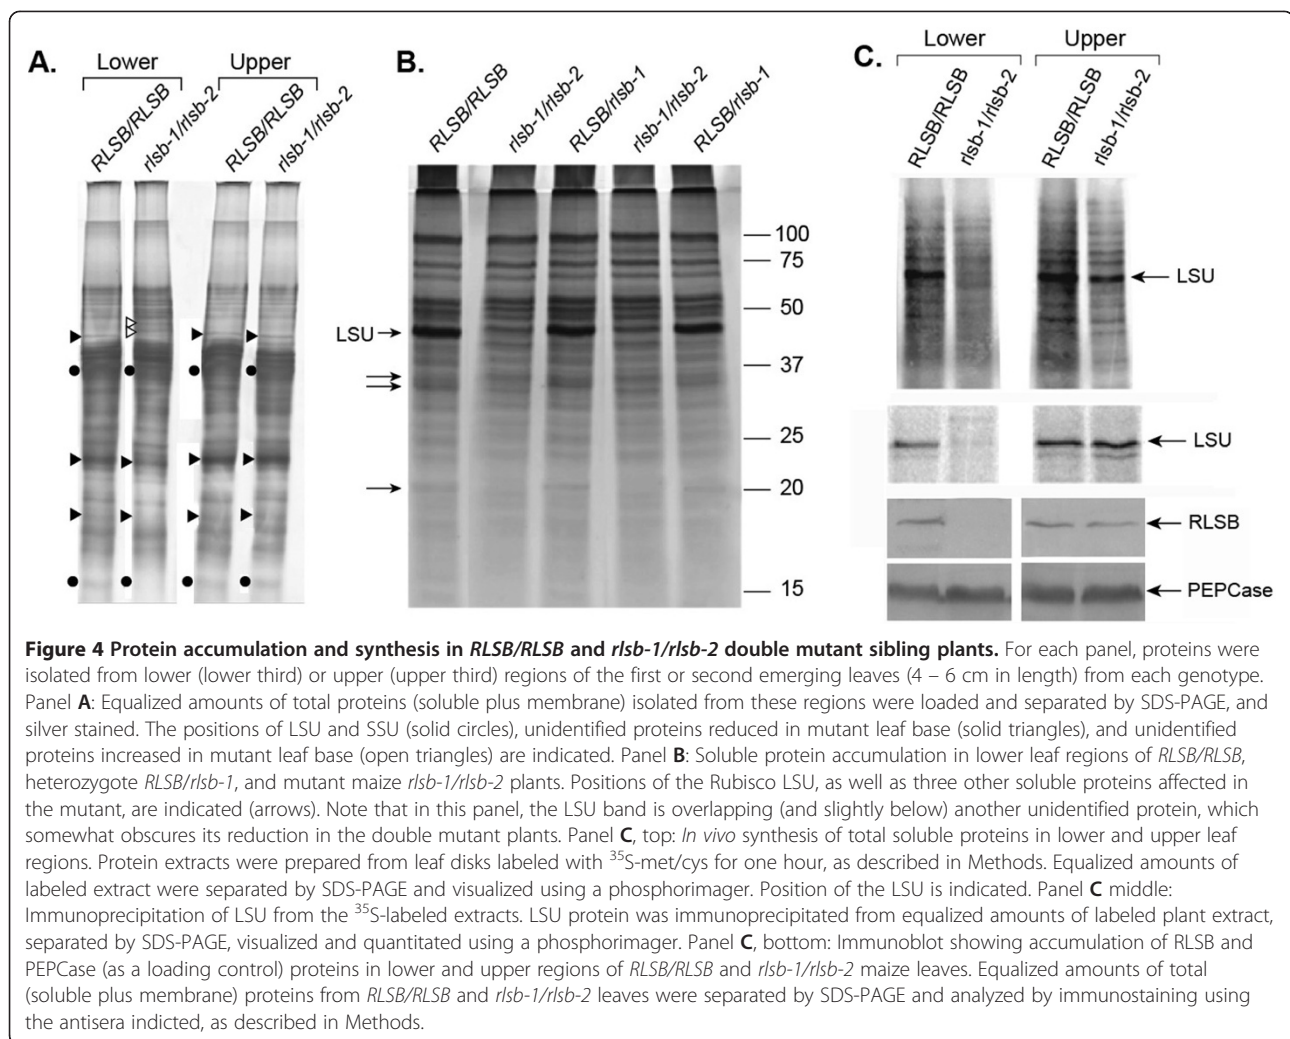 A.
Lower
Upper
RLSB/RLSB
rlsb-1/rlsb-2
RLSB/RLSB
rlsb-1/rlsb-2
B.
RLSB/RLSB
rlsb-1/rlsb-2
RLSB/rlsb-1
rlsb-1/rlsb-2
RLSB/rlsb-1
LSU
100
75
50
37
25
20
15
C.
Lower
Upper
RLSB/RLSB
rlsb-1/rlsb-2
RLSB/RLSB
rlsb-1/rlsb-2
LSU
LSU
RLSB
PEPCase
Figure 4 Protein accumulation and synthesis in RLSB/RLSB and rlsb-1/rlsb-2 double mutant sibling plants. For each panel, proteins were
isolated from lower (lower third) or upper (upper third) regions of the first or second emerging leaves (4 – 6 cm in length) from each genotype.
Panel A: Equalized amounts of total proteins (soluble plus membrane) isolated from these regions were loaded and separated by SDS-PAGE, and
silver stained. The positions of LSU and SSU (solid circles), unidentified proteins reduced in mutant leaf base (solid triangles), and unidentified
proteins increased in mutant leaf base (open triangles) are indicated. Panel B: Soluble protein accumulation in lower leaf regions of RLSB/RLSB,
heterozygote RLSB/rlsb-1, and mutant maize rlsb-1/rlsb-2 plants. Positions of the Rubisco LSU, as well as three other soluble proteins affected in
the mutant, are indicated (arrows). Note that in this panel, the LSU band is overlapping (and slightly below) another unidentified protein, which
somewhat obscures its reduction in the double mutant plants. Panel C, top: In vivo synthesis of total soluble proteins in lower and upper leaf
regions. Protein extracts were prepared from leaf disks labeled with ³⁵S-met/cys for one hour, as described in Methods. Equalized amounts of
labeled extract were separated by SDS-PAGE and visualized using a phosphorimager. Position of the LSU is indicated. Panel C middle:
Immunoprecipitation of LSU from the ³⁵S-labeled extracts. LSU protein was immunoprecipitated from equalized amounts of labeled plant extract,
separated by SDS-PAGE, visualized and quantitated using a phosphorimager. Panel C, bottom: Immunoblot showing accumulation of RLSB and
PEPCase (as a loading control) proteins in lower and upper regions of RLSB/RLSB and rlsb-1/rlsb-2 maize leaves. Equalized amounts of total
(soluble plus membrane) proteins from RLSB/RLSB and rlsb-1/rlsb-2 leaves were separated by SDS-PAGE and analyzed by immunostaining using
the antisera indicted, as described in Methods.